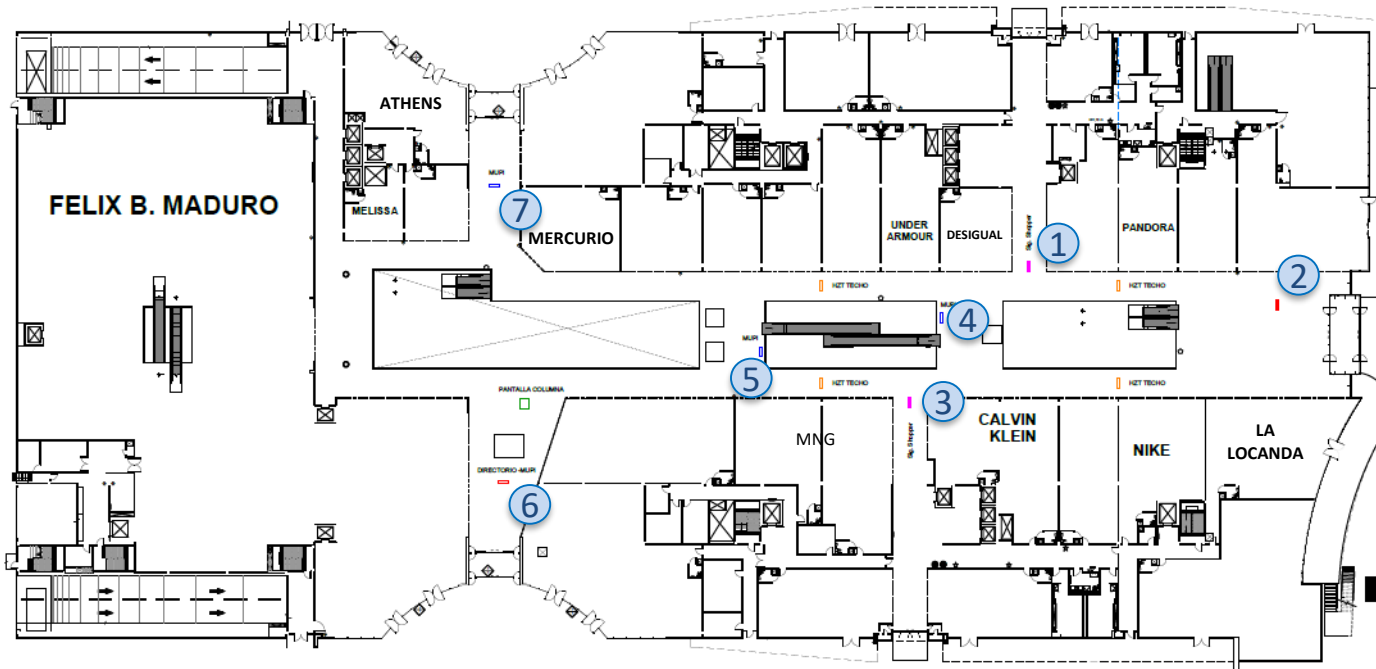 ATHENS
MURI
7
FELIX B. MADURO
MELISSA
MERCURIO
UNDER
ARMOUR
DESIGUAL
Sig. Shopper
1
PANDORA
2
HZT TECHO
HZT TECHO
MUPI
4
MUPI
5
HZT TECHO
HZT TECHO
PANTALLA COLUMNA
3
Sig. Shopper
MNG
CALVIN
KLEIN
NIKE
LA
LOCANDA
DIRECTORIO -MUPI
6